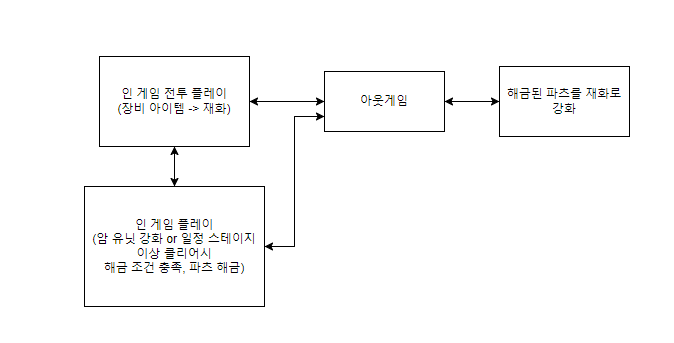 인 게임 전투 플레이
(장비 아이템 -> 재화)
아웃게임
해금된 파츠를 재화로
강화
인 게임 플레이
(암 유닛 강화 or 일정 스테이지
이상 클리어시
해금 조건 충족, 파츠 해금)